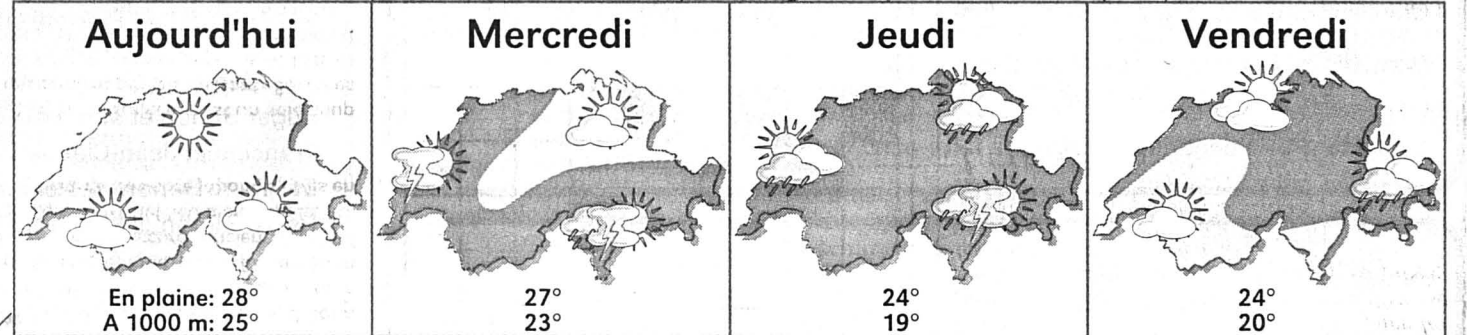 Aujourd'hui
En plaine: 28°
A 1000 m: 25°
Mercredi
27°
23°
Jeudi
24°
19°
Vendredi
24°
20°